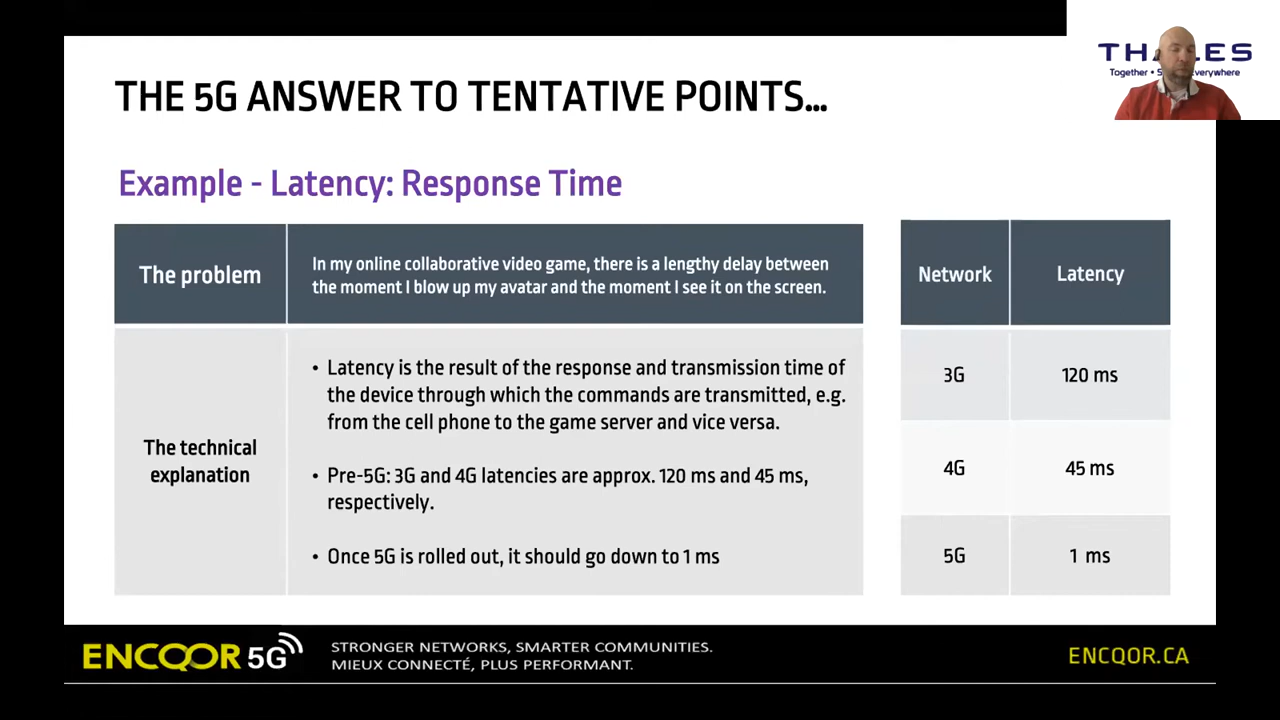 THE 5G ANSWER TO TENTATIVE POINTS...
Example - Latency: Response Time
The problem
In my online collaborative video game, there is a lengthy delay between
the moment I blow up my avatar and the moment I see it on the screen.
The technical
explanation
• Latency is the result of the response and transmission time of
the device through which the commands are transmitted, e.g.
from the cell phone to the game server and vice versa.
• Pre-5G: 3G and 4G latencies are approx. 120 ms and 45 ms,
respectively.
• Once 5G is rolled out, it should go down to 1 ms
Network Latency
3G 120 ms
4G 45 ms
5G 1 ms
ENCQOR 5G
STRONGER NETWORKS, SMARTER COMMUNITIES.
MIEUX CONNECTÉ, PLUS PERFORMANT.
ENCQOR.CA